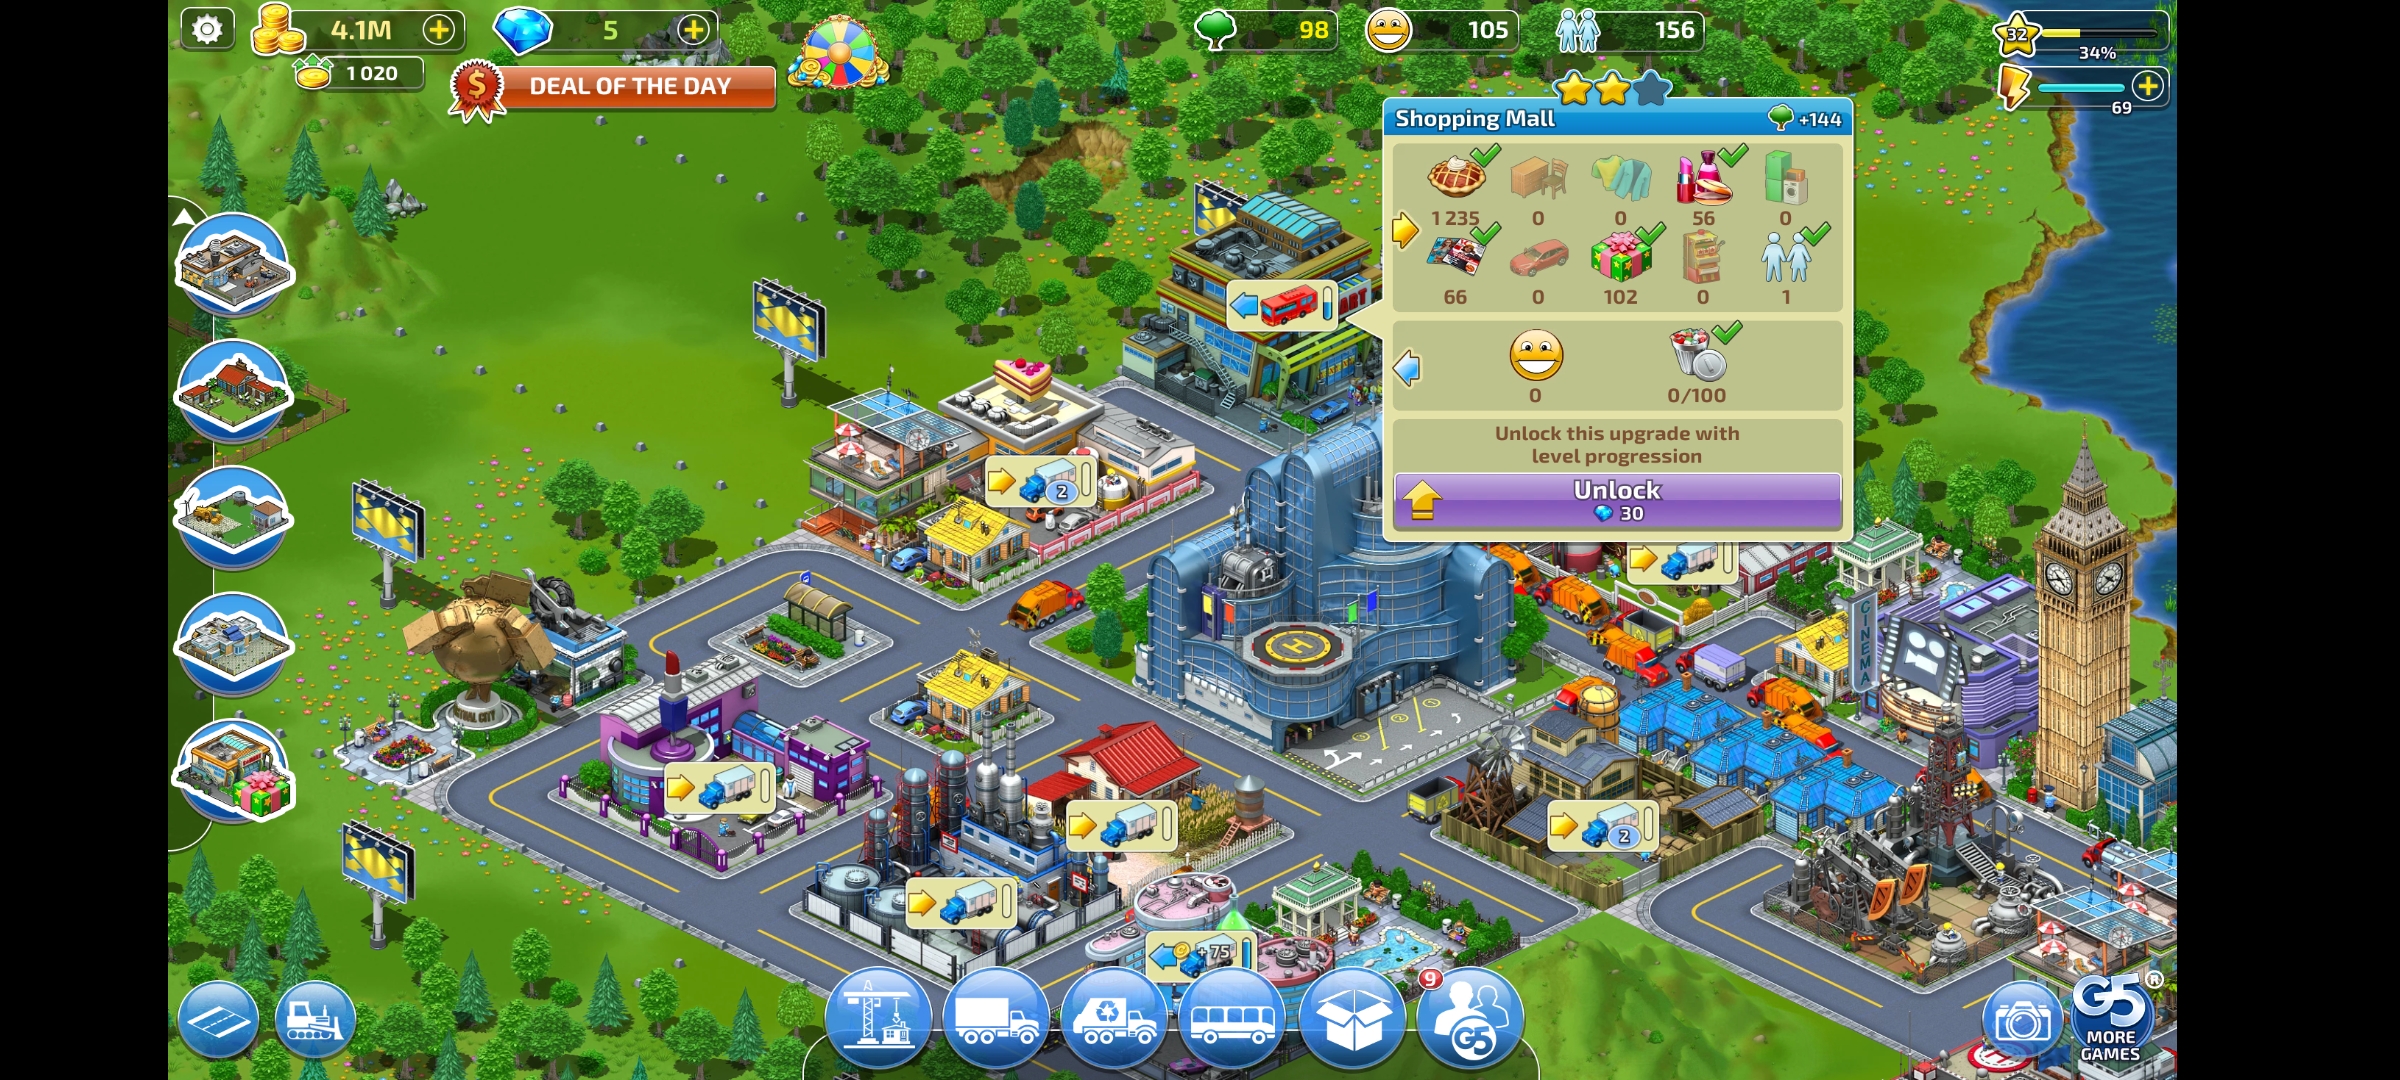 4.1M
5
98
105
156
32
34%
1 020
DEAL OF THE DAY
69
Shopping Mall
+144
1 235
0
0
56
0
66
0
102
0
1
0
0/100
Unlock this upgrade with
level progression
Unlock
30
2
CINEMA
H
2
+75
9
G5
G5
®
MORE
GAMES